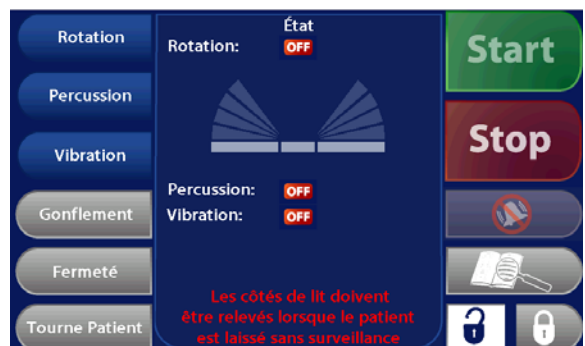 Rotation
Percussion
Vibration
Gonflement
Fermeté
Tourne Patient
État
Rotation: OFF
Percussion: OFF
Vibration: OFF
Les côtés de lit doivent
être relevés lorsque le patient
est laissé sans surveillance
Start
Stop